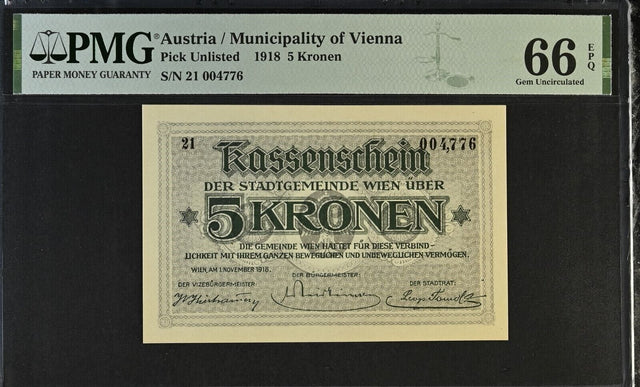 PMG®
PAPER MONEY GUARANTY
Austria / Municipality of Vienna
Pick Unlisted 1918 5 Kronen
S/N 21 004776
66 EPQ
Gem Uncirculated
21 004,776
Kassenschein
DER STADTGEMEINDE WIEN ÜBER
5 KRONEN
DIE GEMEINDE WIEN HAFTET FÜR DIESE VERBIND-
LICHKEIT MIT IHREM GANZEN BEWEGLICHEN UND UNBEWEGLICHEN VERMÖGEN.
WIEN, AM 1. NOVEMBER 1918.
DER VIZEBÜRGERMEISTER: DER BÜRGERMEISTER: DER STADTRAT: